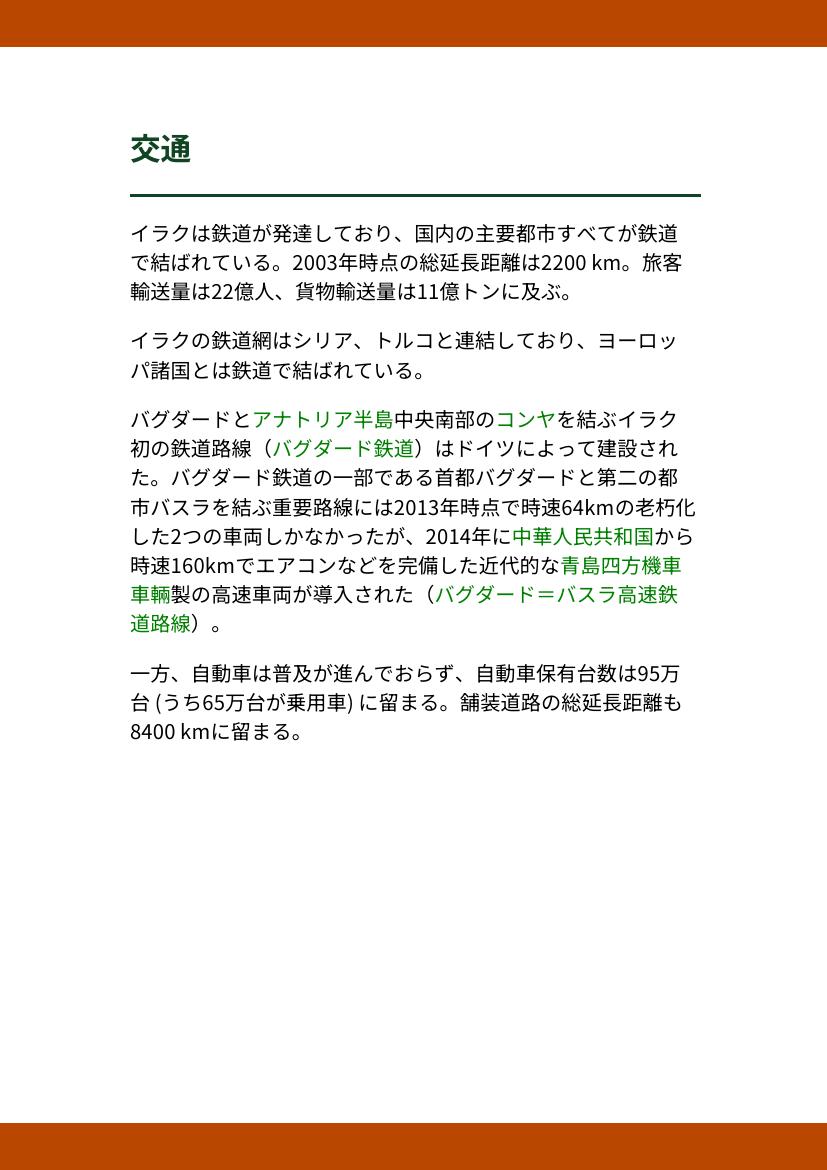 交通
イラクは鉄道が発達しており、国内の主要都市すべてが鉄道
で結ばれている。2003年時点の総延長距離は2200 km。旅客
輸送量は22億人、貨物輸送量は11億トンに及ぶ。
イラクの鉄道網はシリア、トルコと連結しており、ヨーロッ
パ諸国とは鉄道で結ばれている。
バグダードとアナトリア半島中央南部のコンヤを結ぶイラク
初の鉄道路線（バグダード鉄道）はドイツによって建設され
た。バグダード鉄道の一部である首都バグダードと第二の都
市バスラを結ぶ重要路線には2013年時点で時速64kmの老朽化
した2つの車両しかなかったが、2014年に中華人民共和国から
時速160kmでエアコンなどを完備した近代的な青島四方機車
車輛製の高速車両が導入された（バグダード＝バスラ高速鉄
道路線）。
一方、自動車は普及が進んでおらず、自動車保有台数は95万
台 (うち65万台が乗用車) に留まる。舗装道路の総延長距離も
8400 kmに留まる。